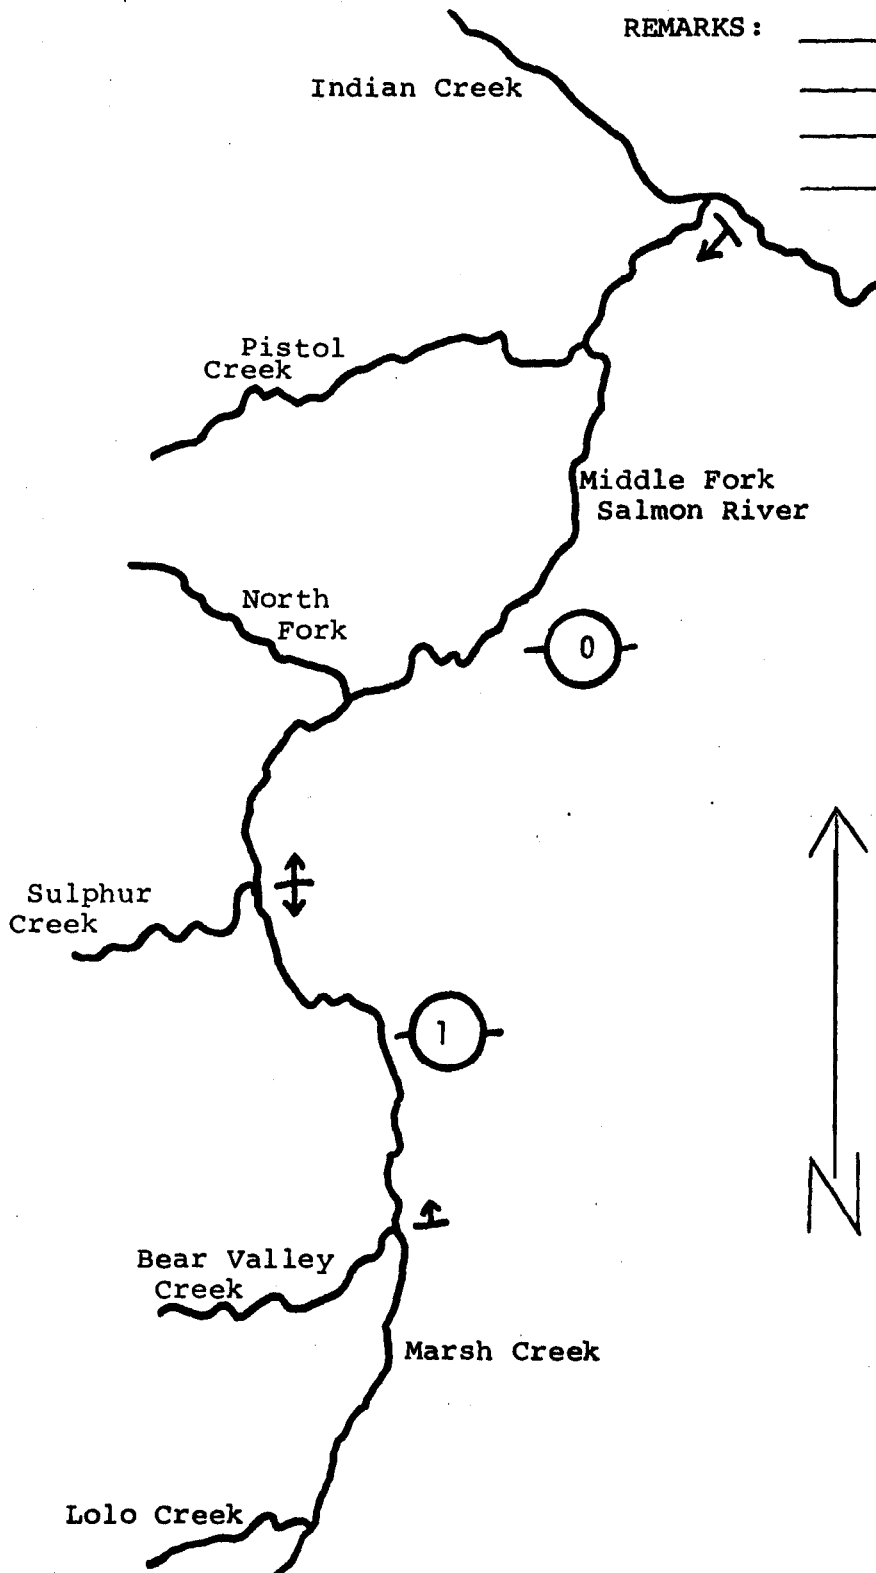 REMARKS:
Indian Creek
Pistol
Creek
Middle Fork
Salmon River
North
Fork
0
Sulphur
Creek
1
N
Bear Valley
Creek
Marsh Creek
Lolo Creek